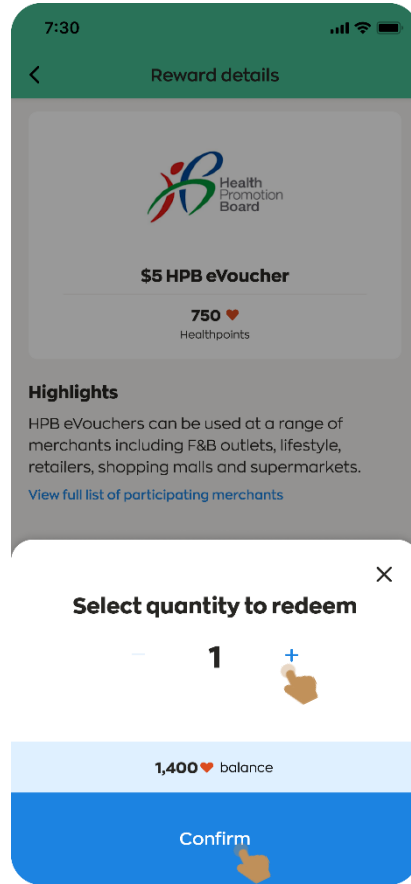 7:30
Reward details
Health
Promotion
Board
$5 HPB eVoucher
750
Healthpoints
Highlights
HPB eVouchers can be used at a range of
merchants including F&B outlets, lifestyle,
retailers, shopping malls and supermarkets.
View full list of participating merchants
Select quantity to redeem
− 1 +
1,400 balance
Confirm